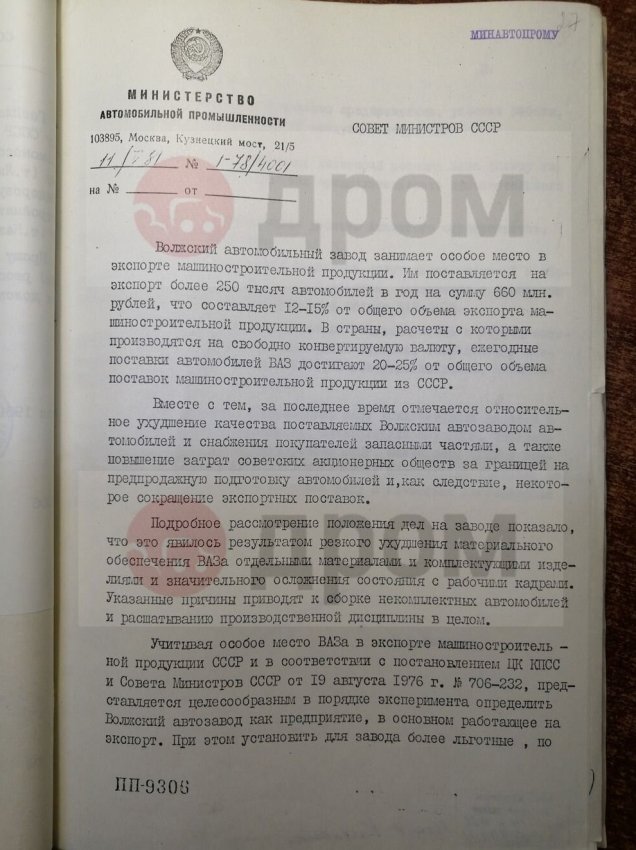 МИНАВТОПРОМУ
27
МИНИСТЕРСТВО
АВТОМОБИЛЬНОЙ ПРОМЫШЛЕННОСТИ
103895, Москва, Кузнецкий мост, 21/5
№ 1-78/4001
на № от
СОВЕТ МИНИСТРОВ СССР
дром
Волжский автомобильный завод занимает особое место в
экспорте машиностроительной продукции. Им поставляется на
экспорт более 250 тысяч автомобилей в год на сумму 660 млн.
рублей, что составляет 12-15% от общего объема экспорта ма-
шиностроительной продукции. В страны, расчеты с которыми
производятся на свободно конвертируемую валюту, ежегодные
поставки автомобилей ВАЗ достигают 20-25% от общего объема
поставок машиностроительной продукции из СССР.
Вместе с тем, за последнее время отмечается относитель-
ное ухудшение качества поставляемых Волжским автозаводом ав-
томобилей и снабжения покупателей запасными частями, а также
повышение затрат советских акционерных обществ за границей на
предпродажную подготовку автомобилей и,как следствие, некото-
рое сокращение экспортных поставок.
Подробное рассмотрение положения дел на заводе показало,
что это явилось результатом резкого ухудшения материального
обеспечения ВАЗа отдельными материалами и комплектующими изде-
лиями и значительного осложнения состояния с рабочими кадрами.
Указанные причины приводят к сборке некомплектных автомобилей
и расшатыванию производственной дисциплины в целом.
дром
Учитывая особое место ВАЗа в экспорте машиностроитель -
ной продукции СССР и в соответствии с постановлением ЦК КПСС
и Совета Министров СССР от 19 августа 1976 г. № 706-232, пред-
ставляется целесообразным в порядке эксперимента определить
Волжский автозавод как предприятие, в основном работающее на
экспорт. При этом установить для завода более льготные , по
ПП-9306